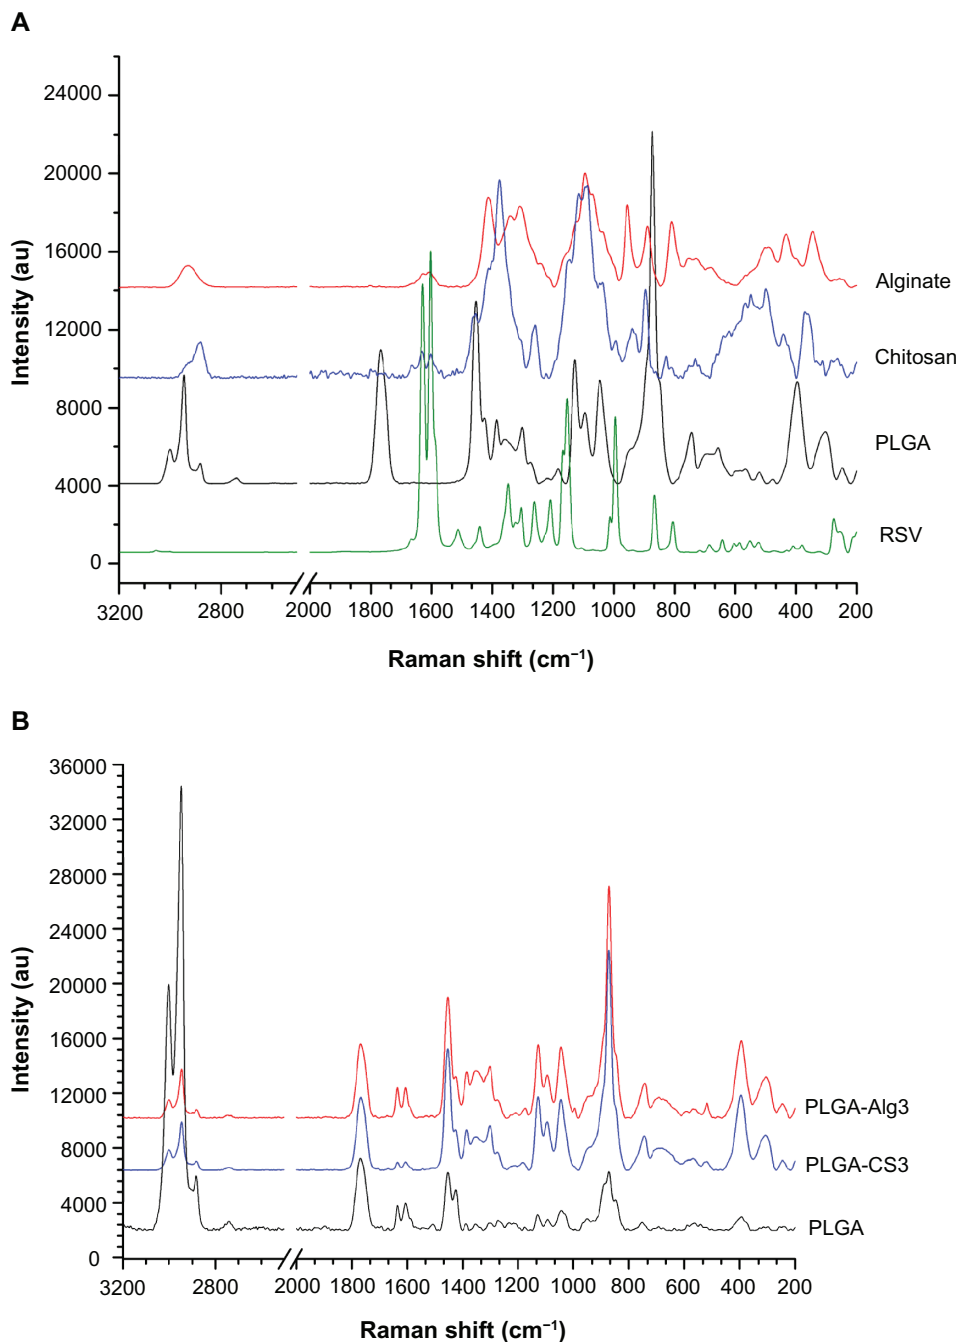 A
24000
20000
16000
12000
8000
4000
0
Intensity (au)
Alginate
Chitosan
PLGA
RSV
3200 2800 2000 2000 1800 1600 1400 1200 1000 800 600 400 200
Raman shift (cm⁻¹)
B
36000
32000
28000
24000
20000
16000
12000
8000
4000
0
Intensity (au)
PLGA-Alg3
PLGA-CS3
PLGA
3200 2800 2000 1800 1600 1400 1200 1000 800 600 400 200
Raman shift (cm⁻¹)